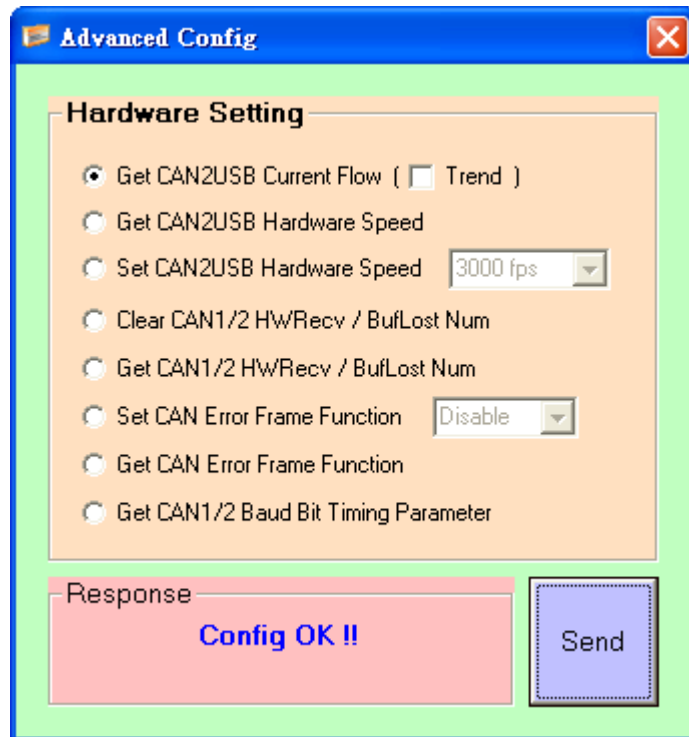 Advanced Config
Hardware Setting
Get CAN2USB Current Flow ( Trend )
Get CAN2USB Hardware Speed
Set CAN2USB Hardware Speed 3000 fps
Clear CAN1/2 HWRecv / BufLost Num
Get CAN1/2 HWRecv / BufLost Num
Set CAN Error Frame Function Disable
Get CAN Error Frame Function
Get CAN1/2 Baud Bit Timing Parameter
Response
Config OK !!
Send